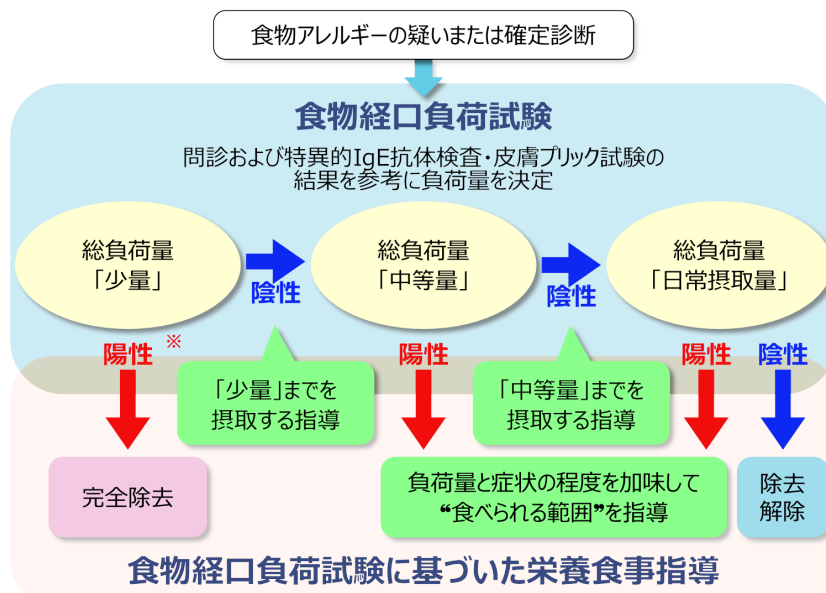 食物アレルギーの疑いまたは確定診断
食物経口負荷試験
問診および特異的IgE抗体検査・皮膚プリック試験の
結果を参考に負荷量を決定
総負荷量
「少量」
陰性
総負荷量
「中等量」
陰性
総負荷量
「日常摂取量」
陽性※
「少量」までを
摂取する指導
陽性
「中等量」までを
摂取する指導
陽性
陰性
完全除去
負荷量と症状の程度を加味して
“食べられる範囲”を指導
除去
解除
食物経口負荷試験に基づいた栄養食事指導